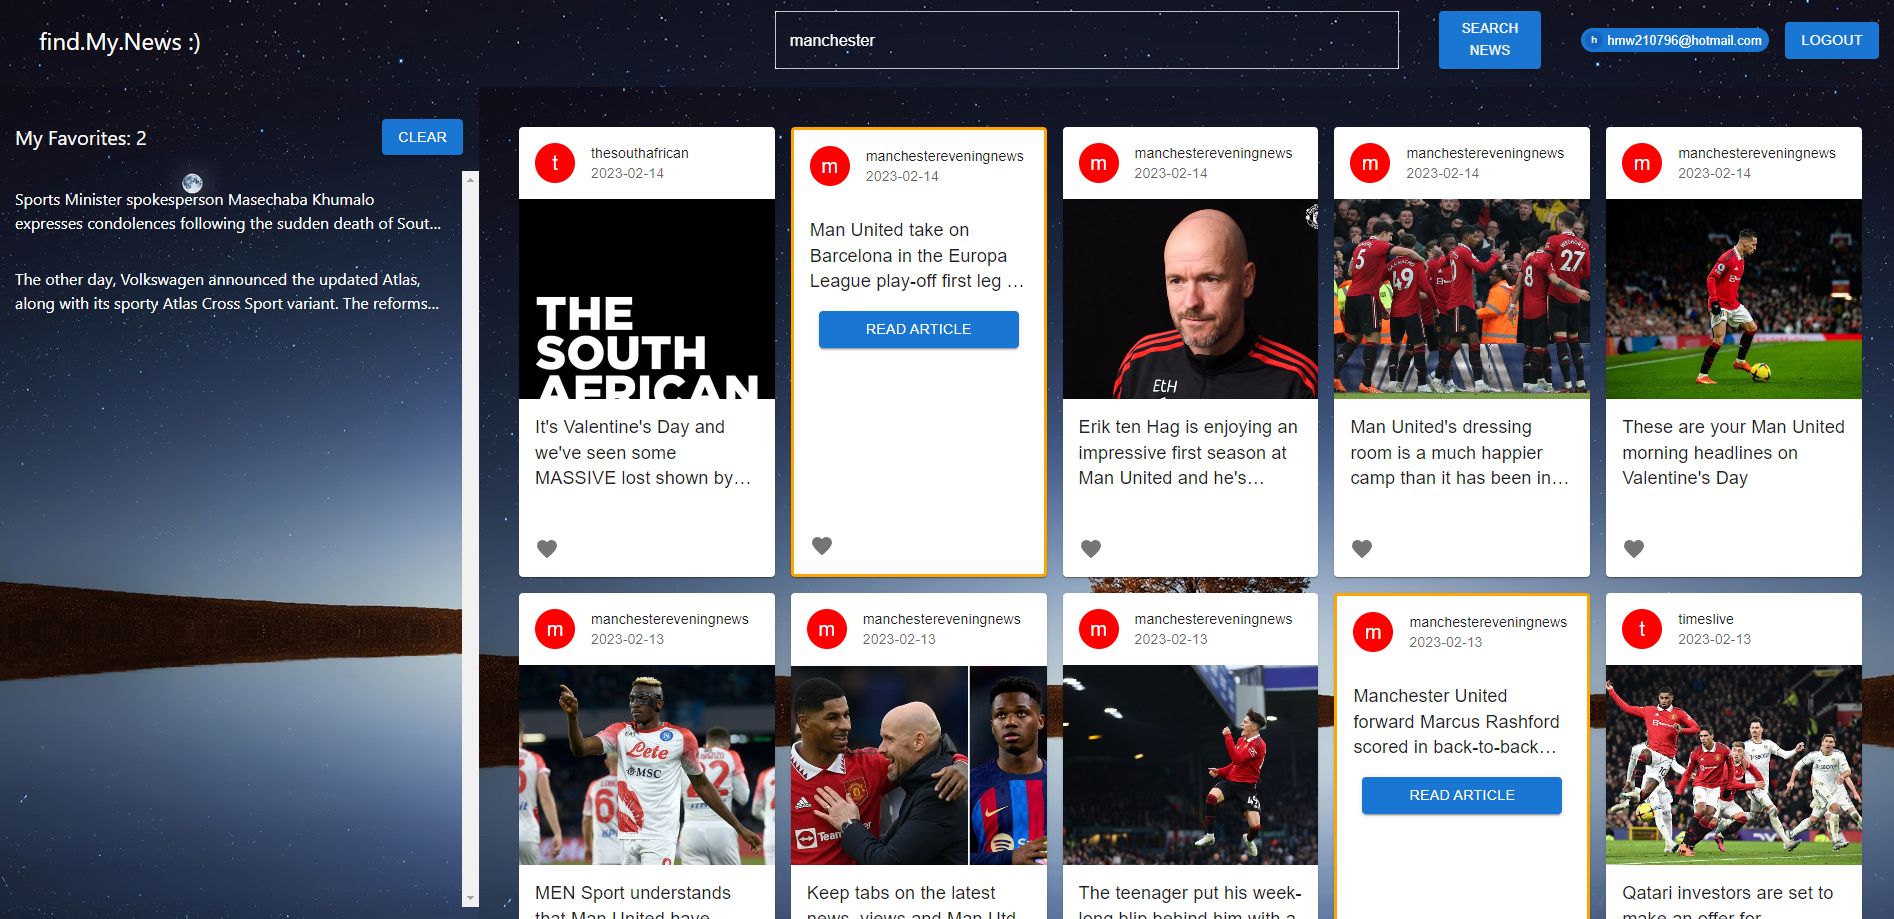 find.My.News :)
manchester
SEARCH
NEWS
h
hmw210796@hotmail.com
LOGOUT
My Favorites: 2
CLEAR
Sports Minister spokesperson Masechaba Khumalo
expresses condolences following the sudden death of Sout...
The other day, Volkswagen announced the updated Atlas,
along with its sporty Atlas Cross Sport variant. The reforms...
t
thesouthafrican
2023-02-14
THE
SOUTH
AFRICAN
It's Valentine's Day and
we've seen some
MASSIVE lost shown by...
m
manchestereveningnews
2023-02-14
Man United take on
Barcelona in the Europa
League play-off first leg ...
READ ARTICLE
m
manchestereveningnews
2023-02-14
EtH
Erik ten Hag is enjoying an
impressive first season at
Man United and he's...
m
manchestereveningnews
2023-02-14
5
49
27
Man United's dressing
room is a much happier
camp than it has been in...
m
manchestereveningnews
2023-02-14
These are your Man United
morning headlines on
Valentine's Day
m
manchestereveningnews
2023-02-13
Lete
MSC
22
MEN Sport understands
that Man United have
m
manchestereveningnews
2023-02-13
Team
Keep tabs on the latest
news, views and Man Utd
m
manchestereveningnews
2023-02-13
The teenager put his week-
long blip behind him with a
m
manchestereveningnews
2023-02-13
Manchester United
forward Marcus Rashford
scored in back-to-back...
READ ARTICLE
t
timeslive
2023-02-13
Qatari investors are set to
make an offer for